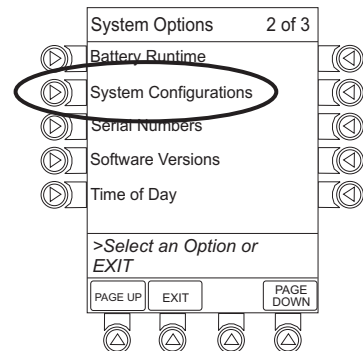 System Options 2 of 3
Battery Runtime
System Configurations
Serial Numbers
Software Versions
Time of Day
>Select an Option or
EXIT
PAGE UP
EXIT
PAGE
DOWN